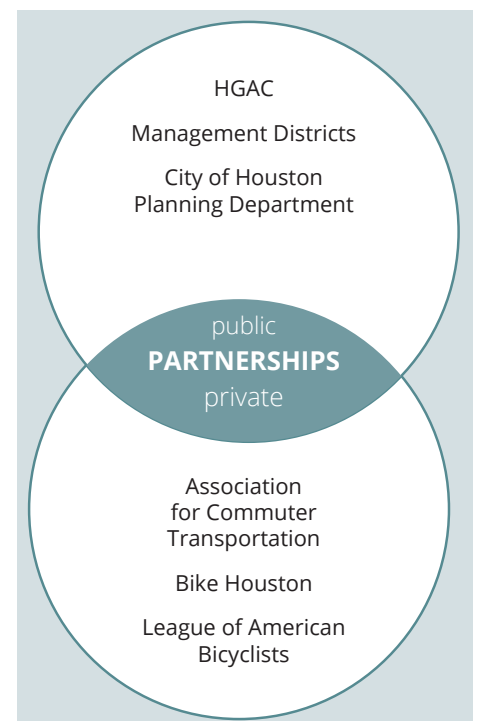 HGAC
Management Districts
City of Houston
Planning Department
public
PARTNERSHIPS
private
Association
for Commuter
Transportation
Bike Houston
League of American
Bicyclists